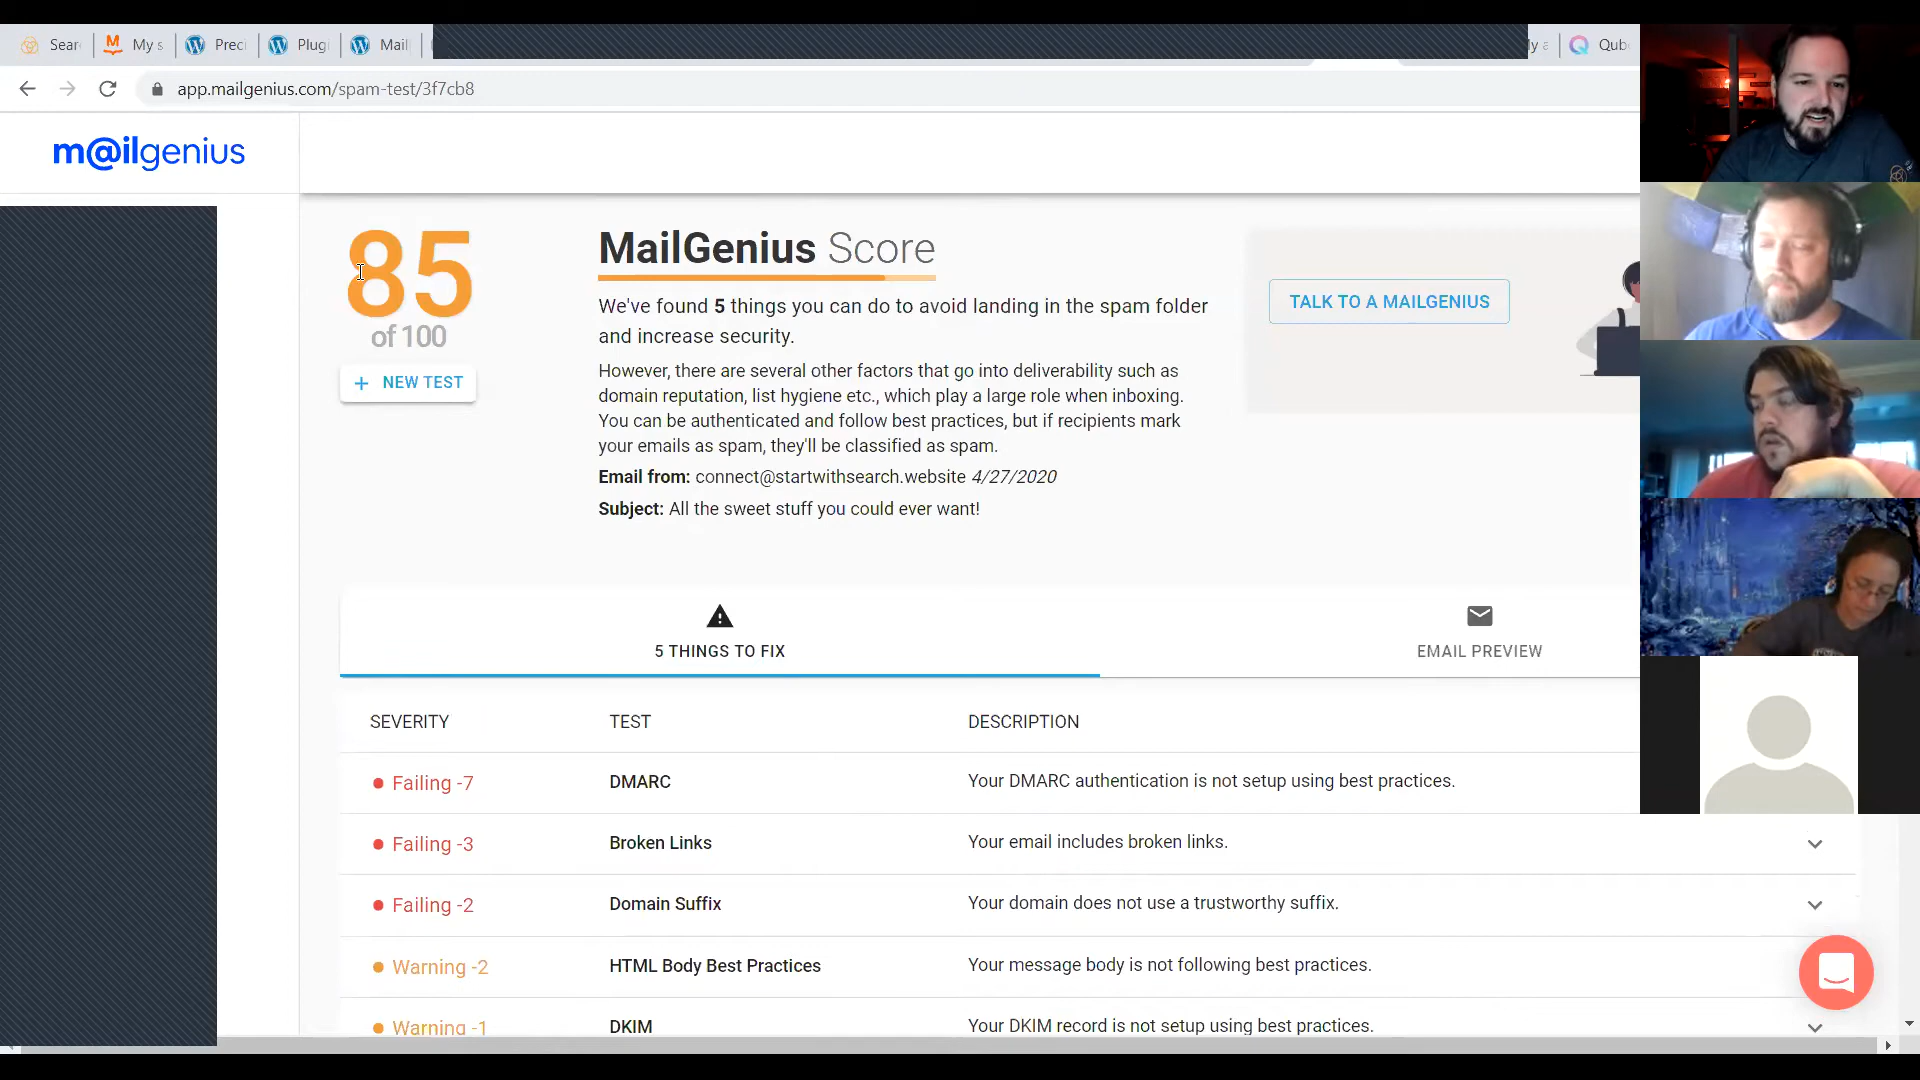 Sear
My s
Preci
Plugi
Mail
ly a
Qub
app.mailgenius.com/spam-test/3f7cb8
m@ilgenius
85
of 100
NEW TEST
MailGenius Score
We've found 5 things you can do to avoid landing in the spam folder
and increase security.
However, there are several other factors that go into deliverability such as
domain reputation, list hygiene etc., which play a large role when inboxing.
You can be authenticated and follow best practices, but if recipients mark
your emails as spam, they'll be classified as spam.
Email from: connect@startwithsearch.website 4/27/2020
Subject: All the sweet stuff you could ever want!
TALK TO A MAILGENIUS
5 THINGS TO FIX
EMAIL PREVIEW
SEVERITY TEST DESCRIPTION
Failing -7 DMARC Your DMARC authentication is not setup using best practices.
Failing -3 Broken Links Your email includes broken links.
Failing -2 Domain Suffix Your domain does not use a trustworthy suffix.
Warning -2 HTML Body Best Practices Your message body is not following best practices.
Warning -1 DKIM Your DKIM record is not setup using best practices.